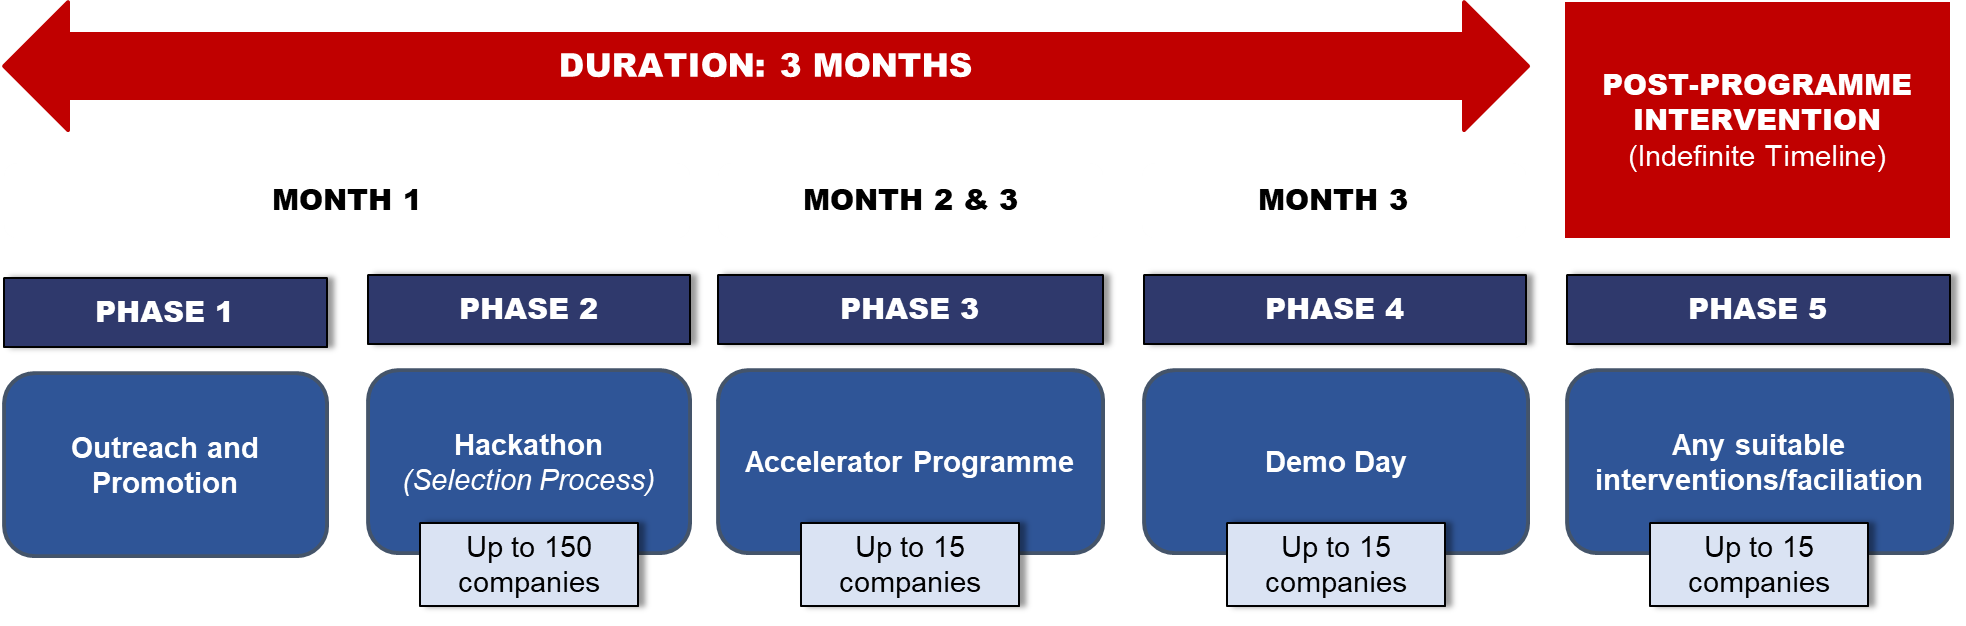 DURATION: 3 MONTHS
POST-PROGRAMME
INTERVENTION
(Indefinite Timeline)
MONTH 1
MONTH 2 & 3
MONTH 3
PHASE 1
PHASE 2
PHASE 3
PHASE 4
PHASE 5
Outreach and
Promotion
Hackathon
(Selection Process)
Up to 150
companies
Accelerator Programme
Up to 15
companies
Demo Day
Up to 15
companies
Any suitable
interventions/faciliation
Up to 15
companies